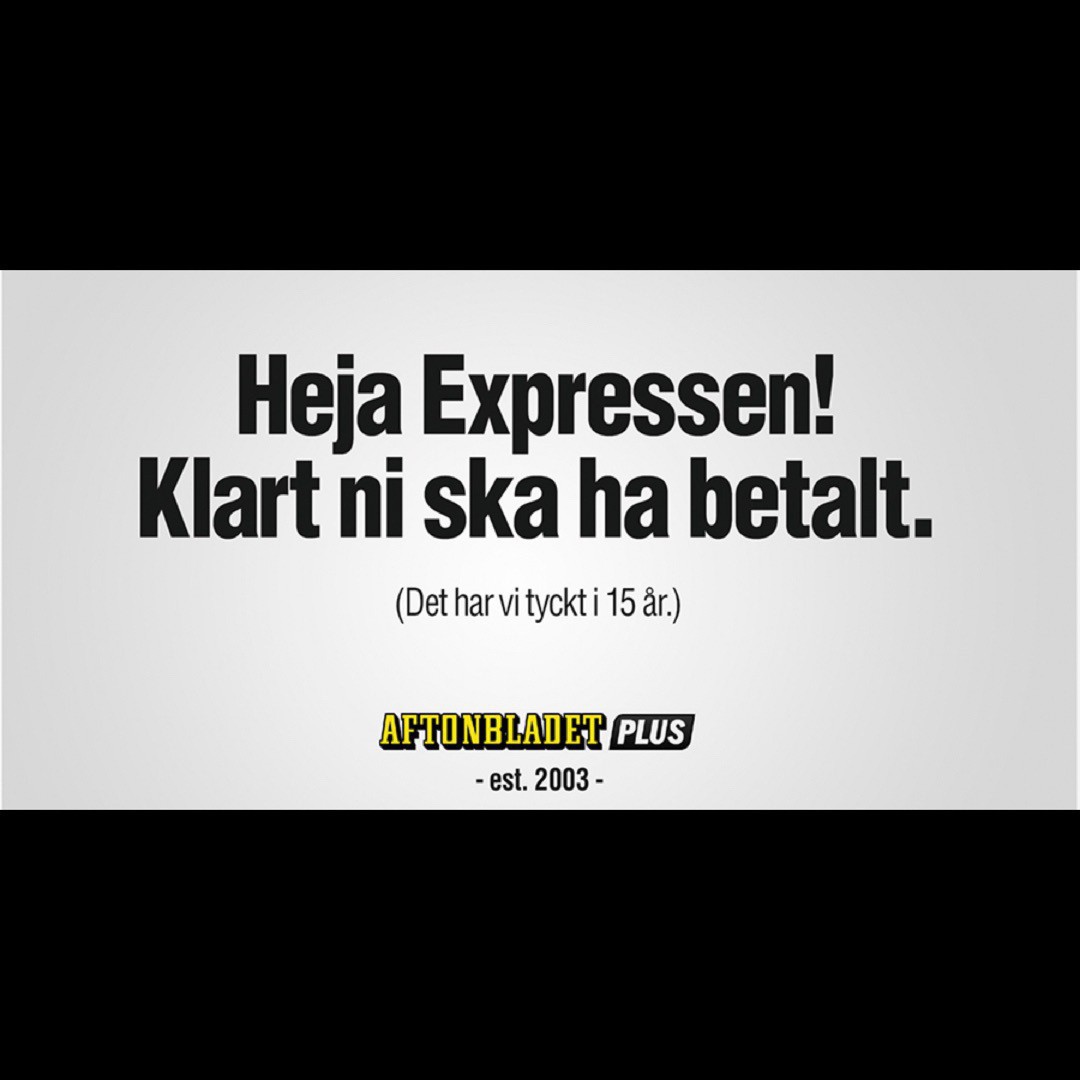 Heja Expressen!
Klart ni ska ha betalt.
(Det har vi tyckt i 15 år.)
AFTONBLADET PLUS
- est. 2003 -